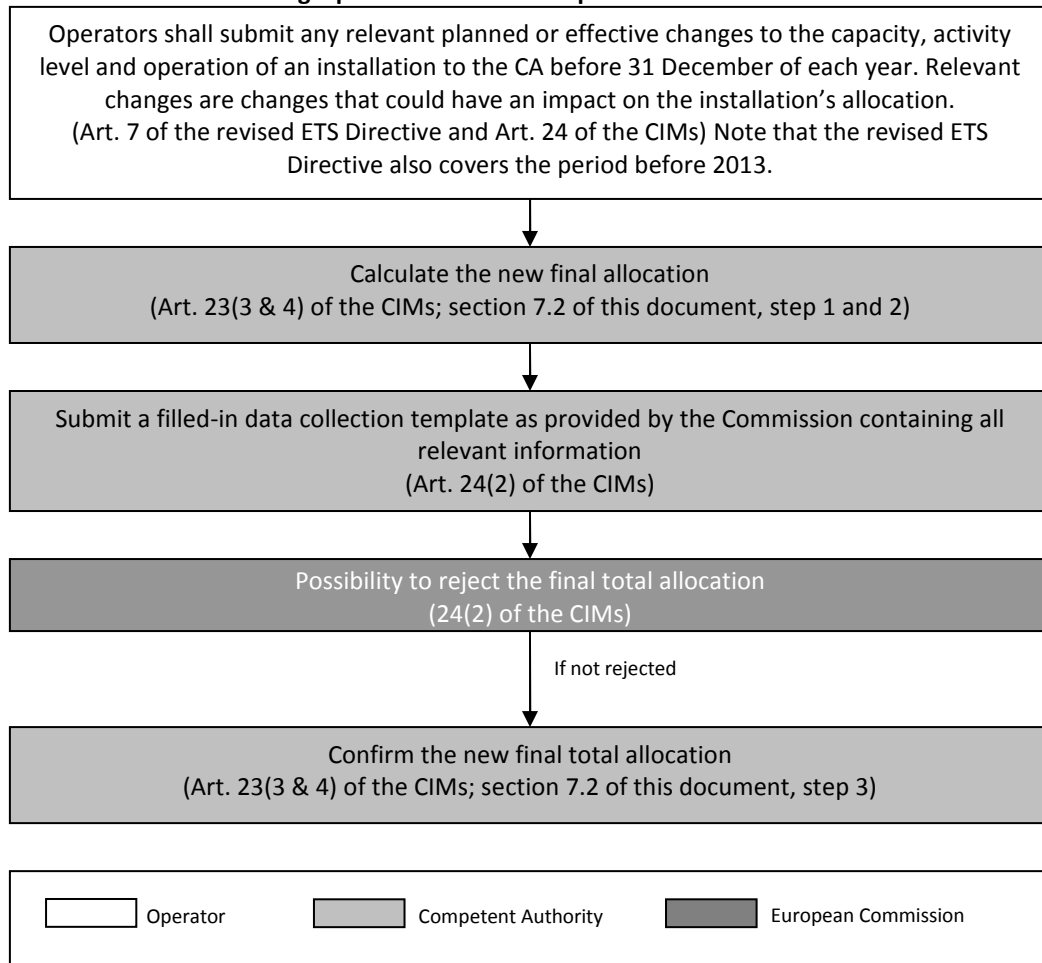 Operators shall submit any relevant planned or effective changes to the capacity, activity
level and operation of an installation to the CA before 31 December of each year. Relevant
changes are changes that could have an impact on the installation’s allocation.
(Art. 7 of the revised ETS Directive and Art. 24 of the CIMs) Note that the revised ETS
Directive also covers the period before 2013.
Calculate the new final allocation
(Art. 23(3 & 4) of the CIMs; section 7.2 of this document, step 1 and 2)
Submit a filled-in data collection template as provided by the Commission containing all
relevant information
(Art. 24(2) of the CIMs)
Possibility to reject the final total allocation
(24(2) of the CIMs)
If not rejected
Confirm the new final total allocation
(Art. 23(3 & 4) of the CIMs; section 7.2 of this document, step 3)
Operator
Competent Authority
European Commission